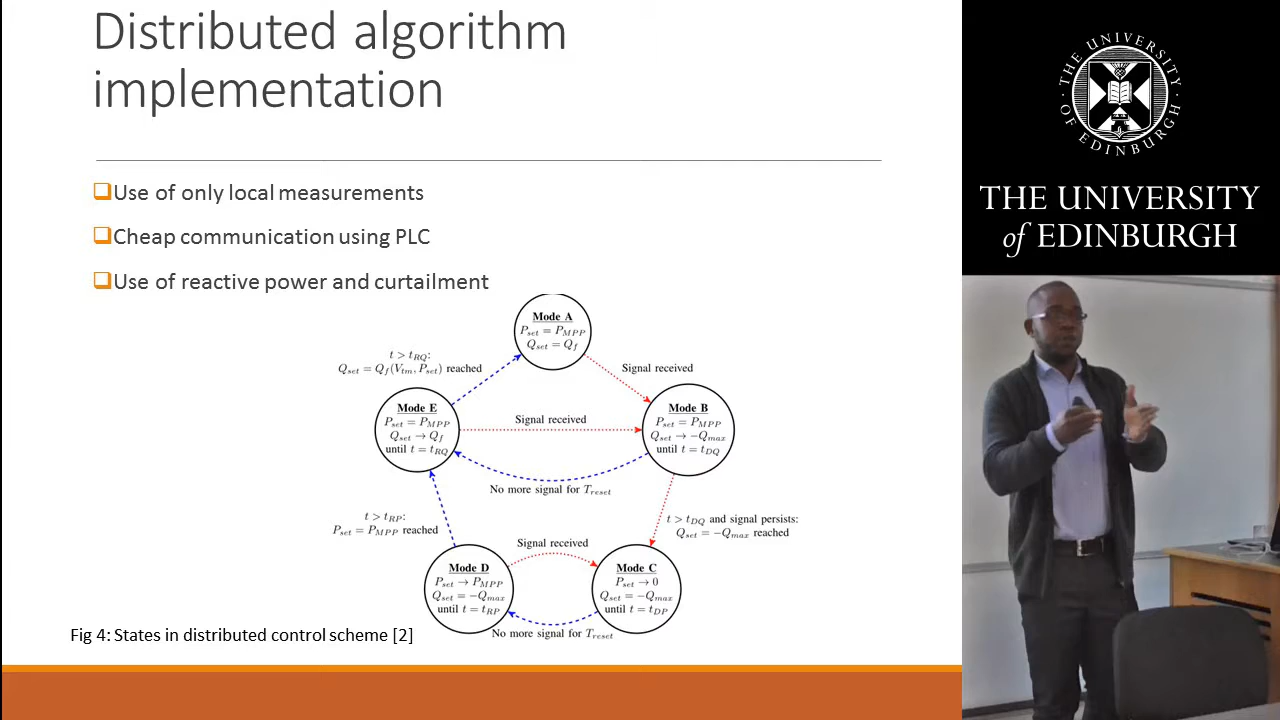 Distributed algorithm
implementation
Use of only local measurements
Cheap communication using PLC
Use of reactive power and curtailment
Mode A
P_set = P_MPP
Q_set = Q_f
t > t_RQ:
Q_set = Q_f(V_tm, P_set) reached
Signal received
Mode E
P_set = P_MPP
Q_set → Q_f
until t = t_RQ
Signal received
Mode B
P_set = P_MPP
Q_set → −Q_max
until t = t_DQ
No more signal for T_reset
t > t_RP:
P_set = P_MPP reached
t > t_DQ and signal persists:
Q_set = −Q_max reached
Signal received
Mode D
P_set → P_MPP
Q_set = −Q_max
until t = t_RP
Mode C
P_set → 0
Q_set = −Q_max
until t = t_DP
No more signal for T_reset
Fig 4: States in distributed control scheme [2]
THE UNIVERSITY
OF EDINBURGH
THE UNIVERSITY
of EDINBURGH